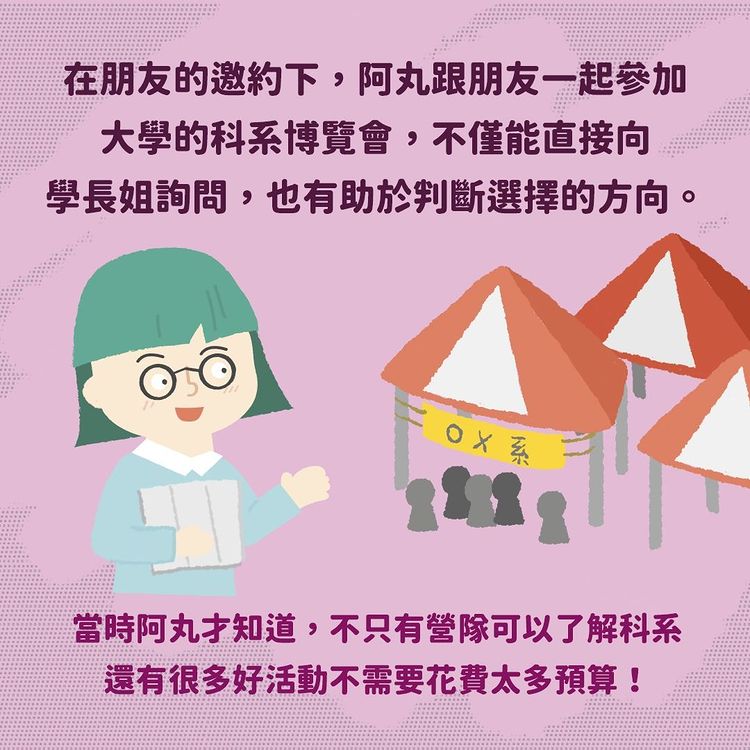 在朋友的邀約下，阿丸跟朋友一起參加
大學的科系博覽會，不僅能直接向
學長姐詢問，也有助於判斷選擇的方向。
OX系
當時阿丸才知道，不只有營隊可以了解科系
還有很多好活動不需要花費太多預算！